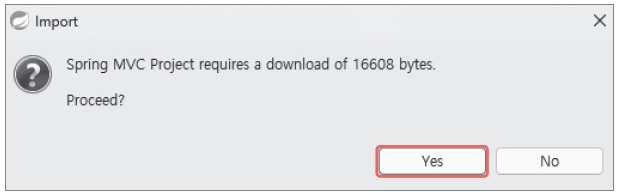 Import
Spring MVC Project requires a download of 16608 bytes.
Proceed?
Yes
No